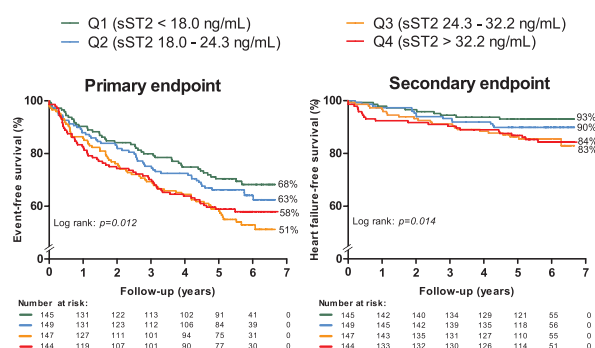 Q1 (sST2 < 18.0 ng/mL)
Q2 (sST2 18.0 - 24.3 ng/mL)
Q3 (sST2 24.3 - 32.2 ng/mL)
Q4 (sST2 > 32.2 ng/mL)
Primary endpoint
Event-free survival (%)
100
80
60
0
68%
63%
58%
51%
Log rank: p=0.012
0 1 2 3 4 5 6 7
Follow-up (years)
Number at risk:
145 131 122 113 102 91 41 0
149 131 123 112 106 84 39 0
147 127 111 101 94 75 31 0
144 119 107 101 90 77 30 0
Secondary endpoint
Heart failure-free survival (%)
100
80
60
0
93%
90%
84%
83%
Log rank: p=0.014
0 1 2 3 4 5 6 7
Follow-up (years)
Number at risk:
145 142 140 134 129 121 55 0
149 145 142 139 135 118 56 0
147 143 135 131 127 110 55 0
144 133 132 130 126 114 51 0